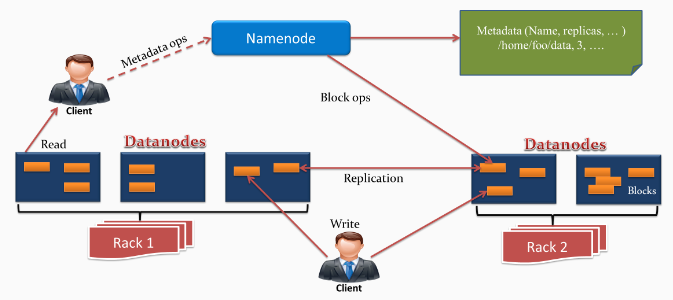 Metadata (Name, replicas, ... )
/home/foo/data, 3, ....
Namenode
Metadata ops
Client
Block ops
Read
Datanodes
Datanodes
Replication
Blocks
Write
Rack 1
Rack 2
Client